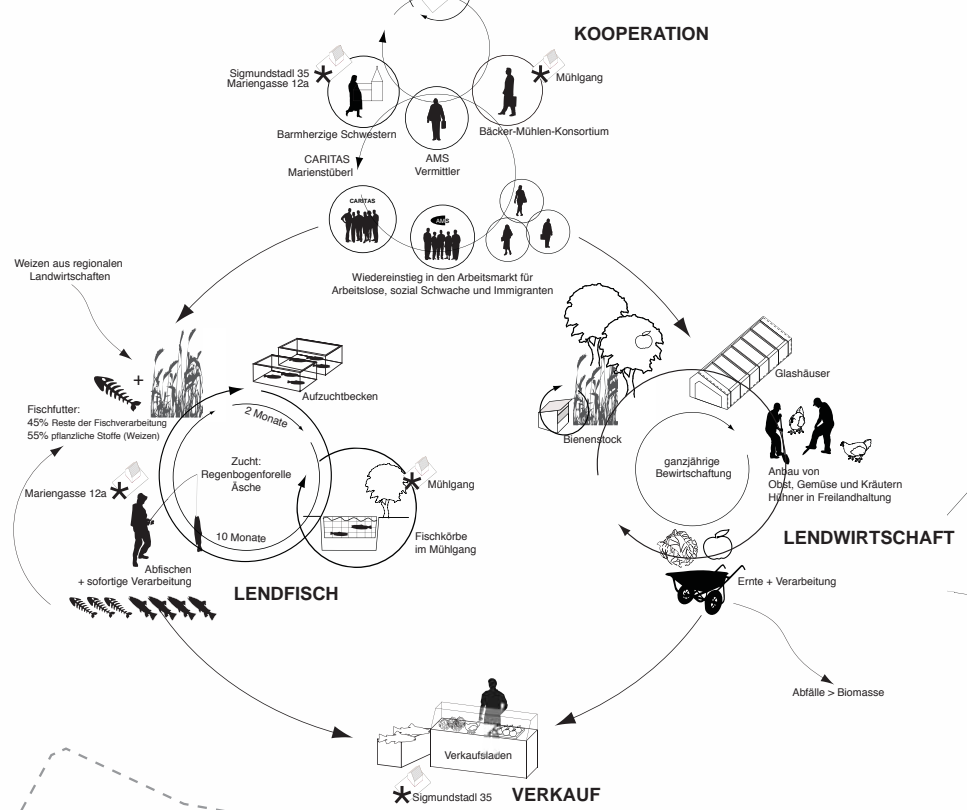 KOOPERATION
Sigmundstadl 35
Mariengasse 12a
Mühlgang
Barmherzige Schwestern
Bäcker-Mühlen-Konsortium
CARITAS
Marienstüberl
AMS
Vermittler
CARITAS
AMS
Wiedereinstieg in den Arbeitsmarkt für
Arbeitslose, sozial Schwache und Immigranten
Weizen aus regionalen
Landwirtschaften
+
Aufzuchtbecken
Glashäuser
Fischfutter:
45% Reste der Fischverarbeitung
55% pflanzliche Stoffe (Weizen)
2 Monate
Bienenstock
Zucht:
Regenbogenforelle
Äsche
ganzjährige
Bewirtschaftung
Anbau von
Obst, Gemüse und Kräutern
Hühner in Freilandhaltung
Mariengasse 12a
Mühlgang
10 Monate
Fischkörbe
im Mühlgang
LENDWIRTSCHAFT
Abfischen
+ sofortige Verarbeitung
LENDFISCH
Ernte + Verarbeitung
Abfälle > Biomasse
Verkaufsladen
Sigmundstadl 35
VERKAUF